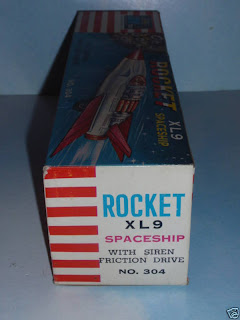 ROCKET
XL9
SPACESHIP
ROCKET
XL9
SPACESHIP
WITH SIREN
FRICTION DRIVE
NO. 304